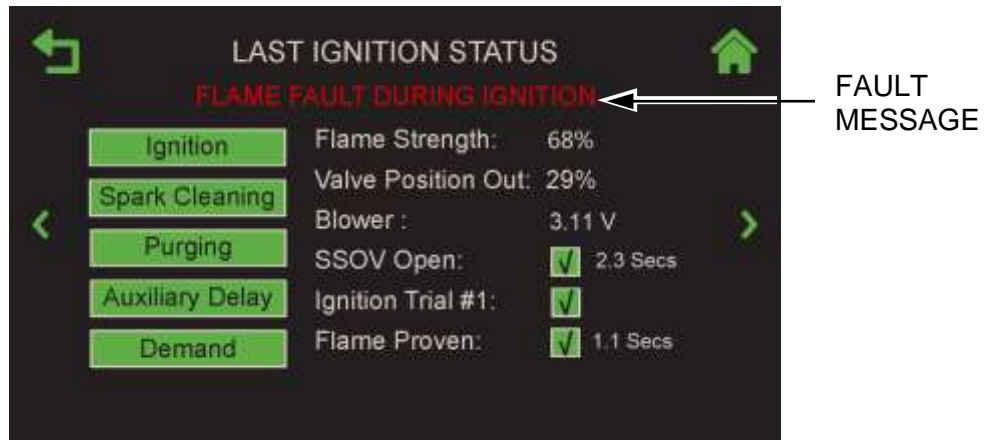 LAST IGNITION STATUS
FLAME FAULT DURING IGNITION
FAULT
MESSAGE
Ignition
Spark Cleaning
Purging
Auxiliary Delay
Demand
Flame Strength: 68%
Valve Position Out: 29%
Blower : 3.11 V
SSOV Open: √ 2.3 Secs
Ignition Trial #1: √
Flame Proven: √ 1.1 Secs